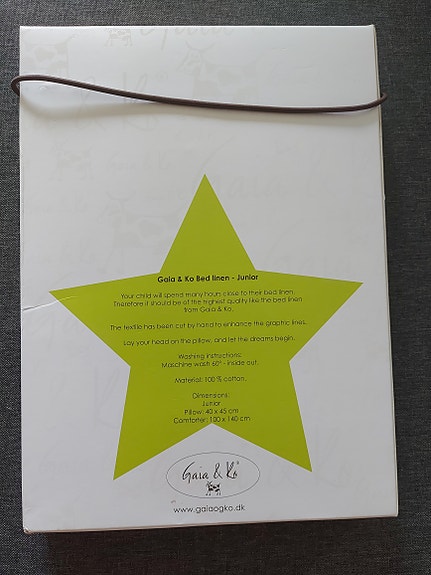 Gaia & Ko Bed linen - Junior
Your child will spend many hours close to their bed linen.
Therefore it should be of the highest quality like the bed linen
from Gaia & Ko.
The textile has been cut by hand to enhance the graphic lines.
Lay your head on the pillow, and let the dreams begin.
Washing instructions:
Maschine wash 60° - inside out.
Material: 100 % cotton.
Dimensions:
Junior
Pillow: 40 x 45 cm
Comforter: 100 x 140 cm
Gaia & Ko
www.gaiaogko.dk